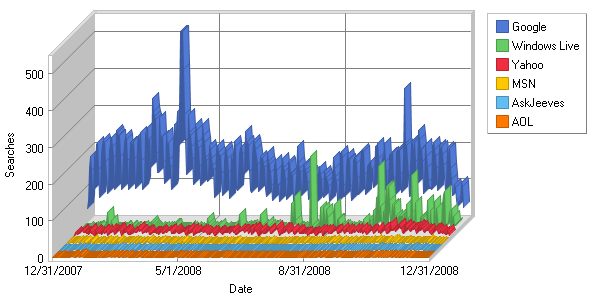 Google
Windows Live
Yahoo
MSN
AskJeeves
AOL
Searches
500
400
300
200
100
0
12/31/2007
5/1/2008
8/31/2008
12/31/2008
Date